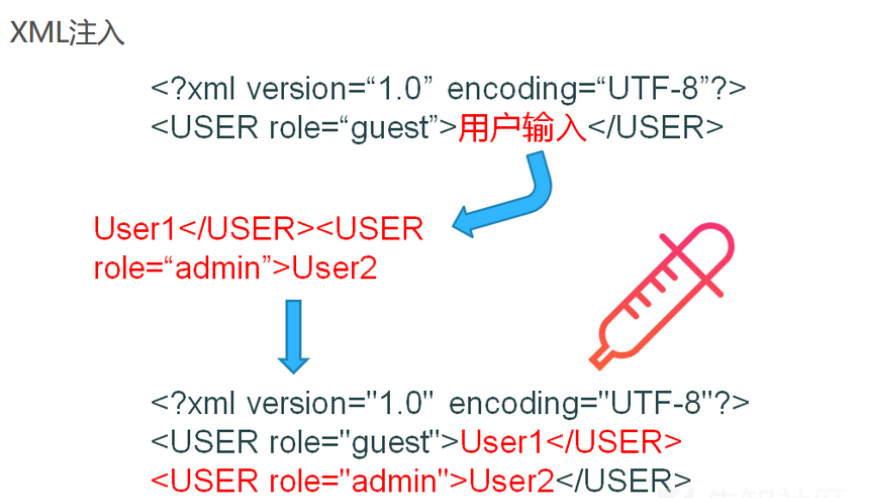 XML注入
<?xml version=“1.0” encoding=“UTF-8”?>
<USER role=“guest”>用户输入</USER>
User1</USER><USER
role=“admin”>User2
<?xml version="1.0" encoding="UTF-8"?>
<USER role="guest">User1</USER>
<USER role="admin">User2</USER>